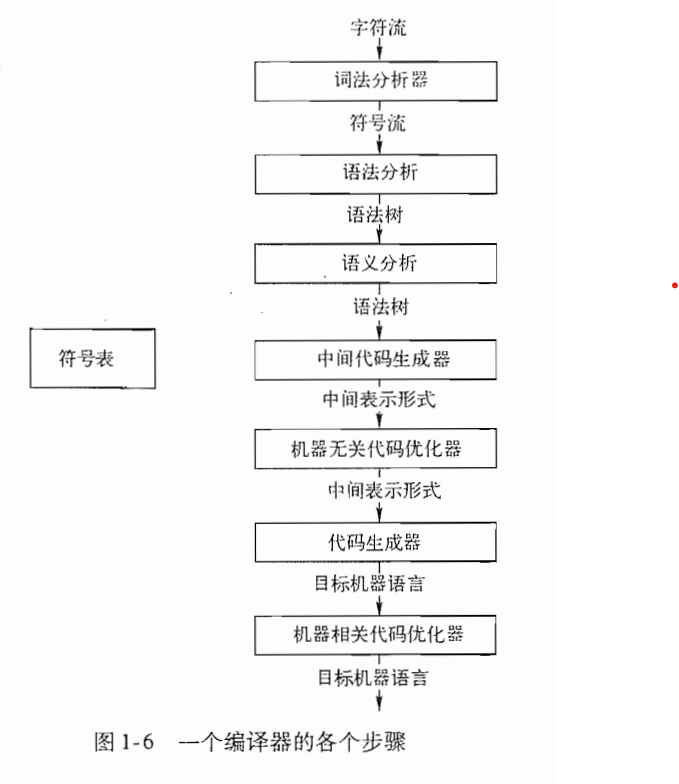 字符流
词法分析器
符号流
语法分析
语法树
语义分析
语法树
符号表
中间代码生成器
中间表示形式
机器无关代码优化器
中间表示形式
代码生成器
目标机器语言
机器相关代码优化器
目标机器语言
图 1-6 一个编译器的各个步骤